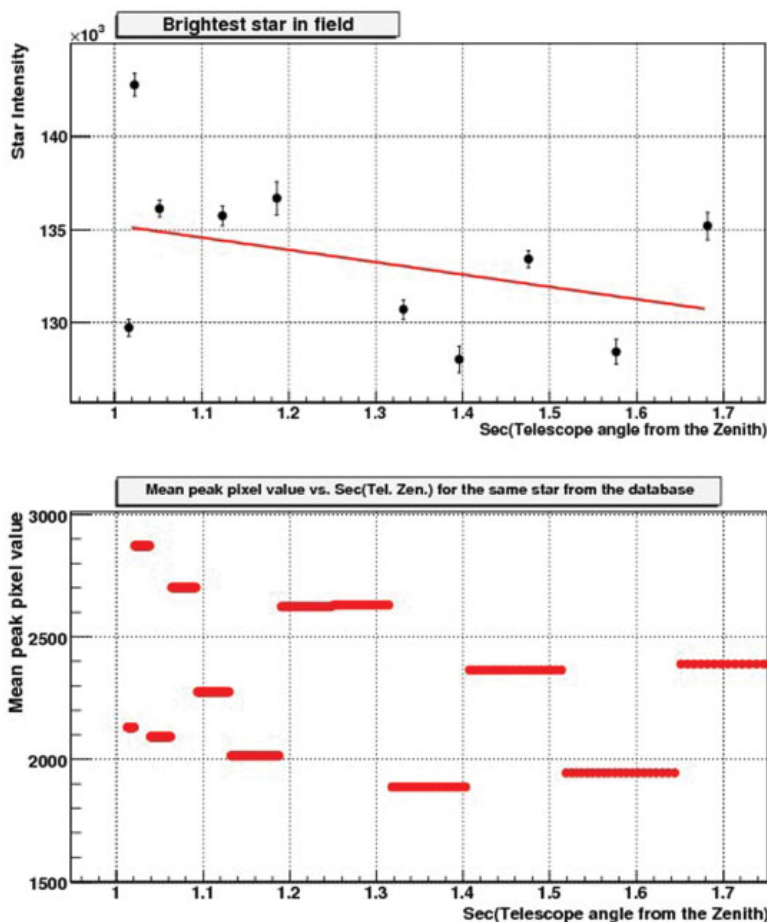 Brightest star in field
×10³
Star Intensity
140
135
130
1 1.1 1.2 1.3 1.4 1.5 1.6 1.7
Sec(Telescope angle from the Zenith)
Mean peak pixel value vs. Sec(Tel. Zen.) for the same star from the database
Mean peak pixel value
3000
2500
2000
1500
1 1.1 1.2 1.3 1.4 1.5 1.6 1.7
Sec(Telescope angle from the Zenith)